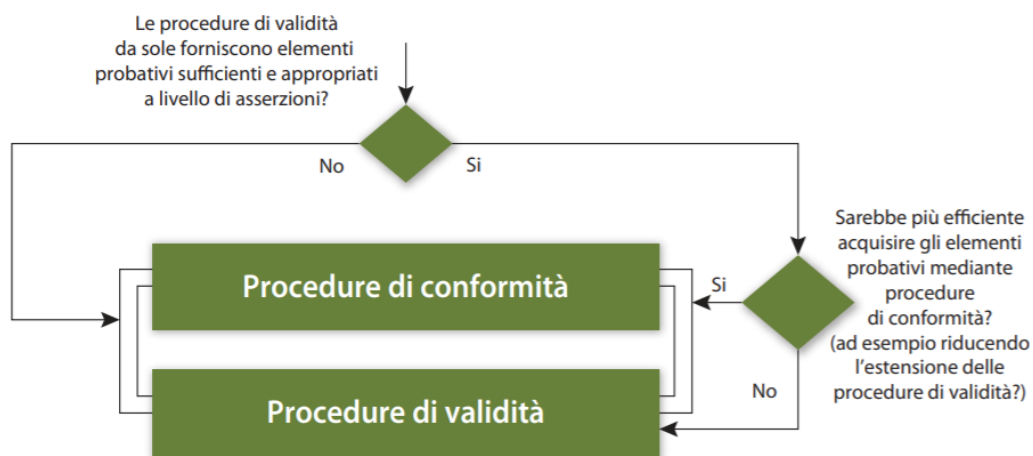 Le procedure di validità
da sole forniscono elementi
probativi sufficienti e appropriati
a livello di asserzioni?
No
Si
Sarebbe più efficiente
acquisire gli elementi
probativi mediante
procedure
di conformità?
(ad esempio riducendo
l'estensione delle
procedure di validità?)
Si
No
Procedure di conformità
Procedure di validità